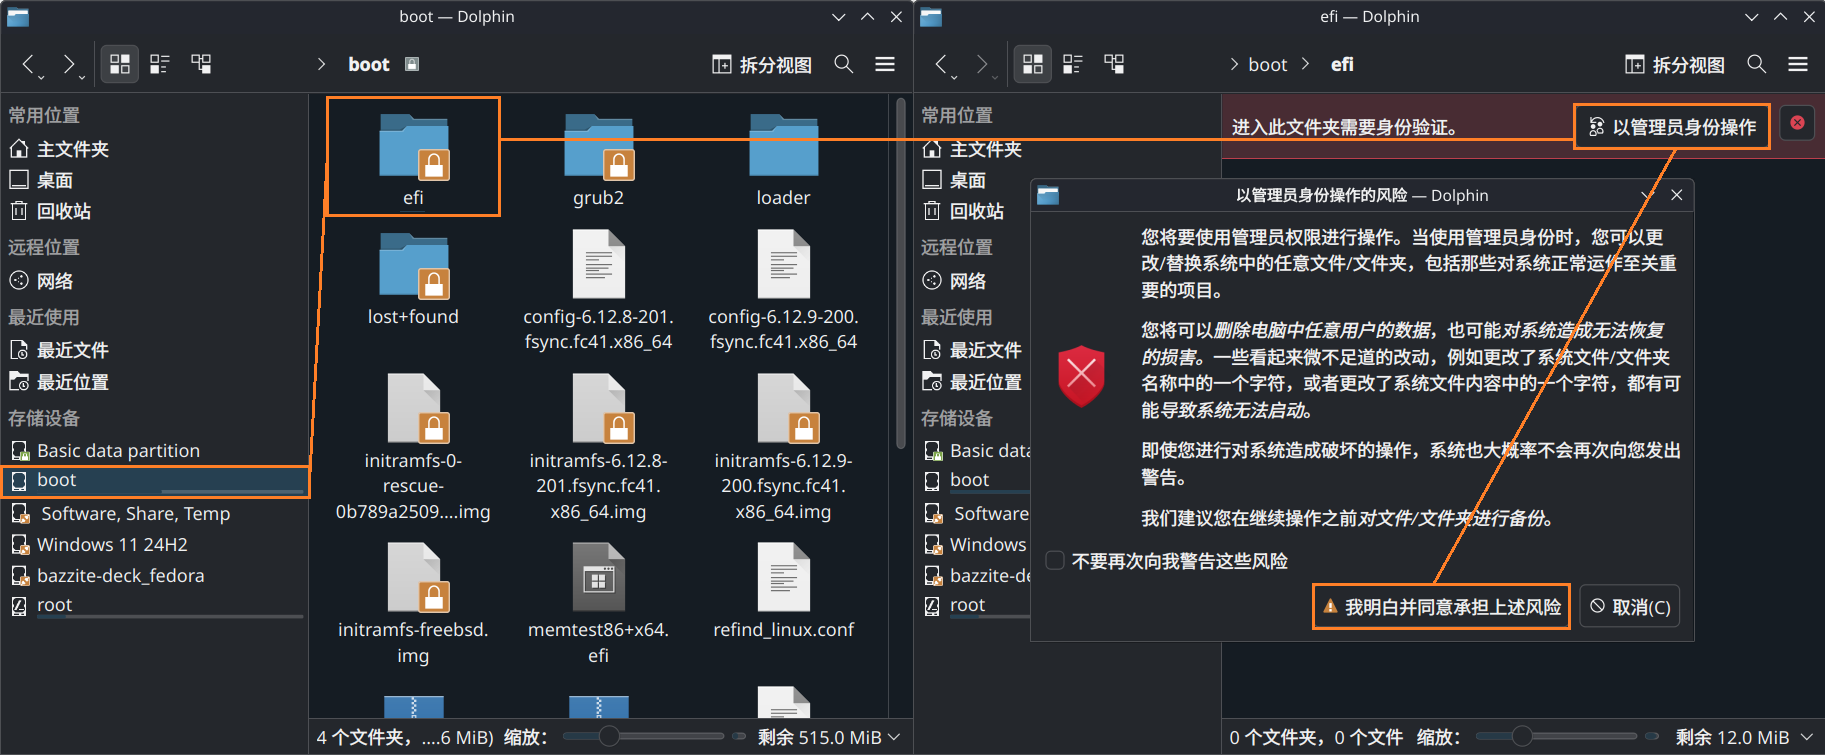 boot — Dolphin
boot
拆分视图
常用位置
主文件夹
桌面
回收站
远程位置
网络
最近使用
最近文件
最近位置
存储设备
Basic data partition
boot
Software, Share, Temp
Windows 11 24H2
bazzite-deck_fedora
root
efi
grub2
loader
lost+found
config-6.12.8-201.
fsync.fc41.x86_64
config-6.12.9-200.
fsync.fc41.x86_64
initramfs-0-
rescue-
0b789a2509....img
initramfs-6.12.8-
201.fsync.fc41.
x86_64.img
initramfs-6.12.9-
200.fsync.fc41.
x86_64.img
initramfs-freebsd.
img
memtest86+x64.
efi
refind_linux.conf
4 个文件夹，....6 MiB)
缩放：
剩余 515.0 MiB
efi — Dolphin
boot
efi
拆分视图
常用位置
主文件夹
桌面
回收站
远程位置
网络
最近使用
最近文件
最近位置
存储设备
Basic data
boot
Software
Windows
bazzite-de
root
进入此文件夹需要身份验证。
以管理员身份操作
以管理员身份操作的风险 — Dolphin
您将要使用管理员权限进行操作。当使用管理员身份时，您可以更
改/替换系统中的任意文件/文件夹，包括那些对系统正常运作至关重
要的项目。
您将可以删除电脑中任意用户的数据，也可能对系统造成无法恢复
的损害。一些看起来微不足道的改动，例如更改了系统文件/文件夹
名称中的一个字符，或者更改了系统文件内容中的一个字符，都有可
能导致系统无法启动。
即使您进行对系统造成破坏的操作，系统也大概率不会再次向您发出
警告。
我们建议您在继续操作之前对文件/文件夹进行备份。
不要再次向我警告这些风险
我明白并同意承担上述风险
取消(C)
0 个文件夹，0 个文件
缩放：
剩余 12.0 MiB